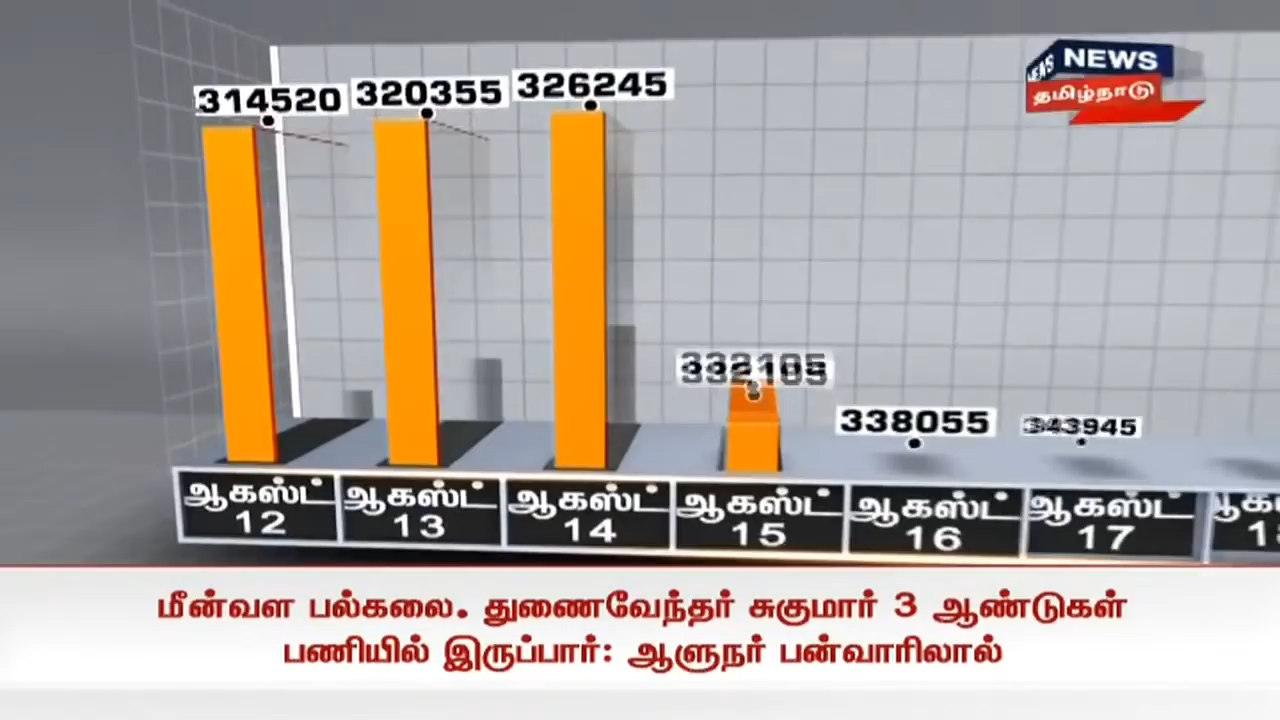 314520 320355 326245
NEWS
NEWS
தமிழ்நாடு
332105
338055 343945
ஆகஸ்ட் ஆகஸ்ட் ஆகஸ்ட் ஆகஸ்ட் ஆகஸ்ட் ஆகஸ்ட்
12 13 14 15 16 17
மீன்வள பல்கலை. துணைவேந்தர் சுகுமார் 3 ஆண்டுகள்
பணியில் இருப்பார்: ஆளுநர் பன்வாரிலால்